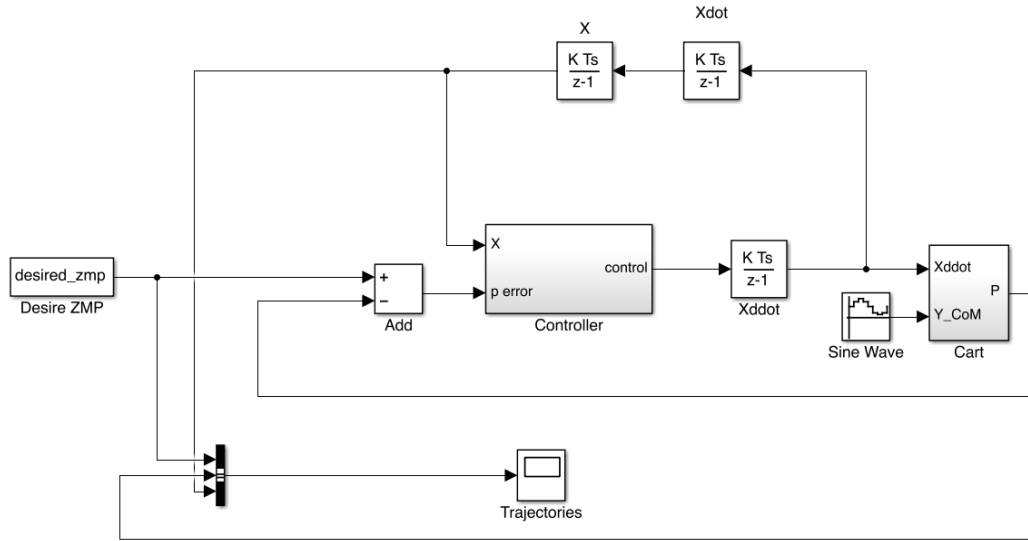 Xdot
X
K Ts
z-1
K Ts
z-1
X
control
p error
Controller
desired_zmp
Desire ZMP
+
−
Add
K Ts
z-1
Xddot
Xddot
P
Y_CoM
Cart
Sine Wave
Trajectories